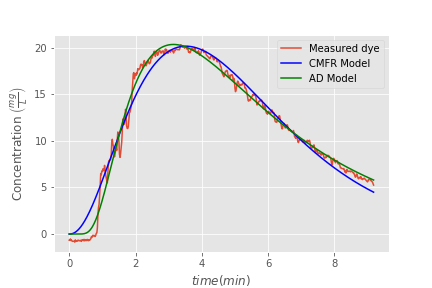 Measured dye
CMFR Model
AD Model
Concentration (mg/L)
20
15
10
5
0
0
2
4
6
8
time(min)